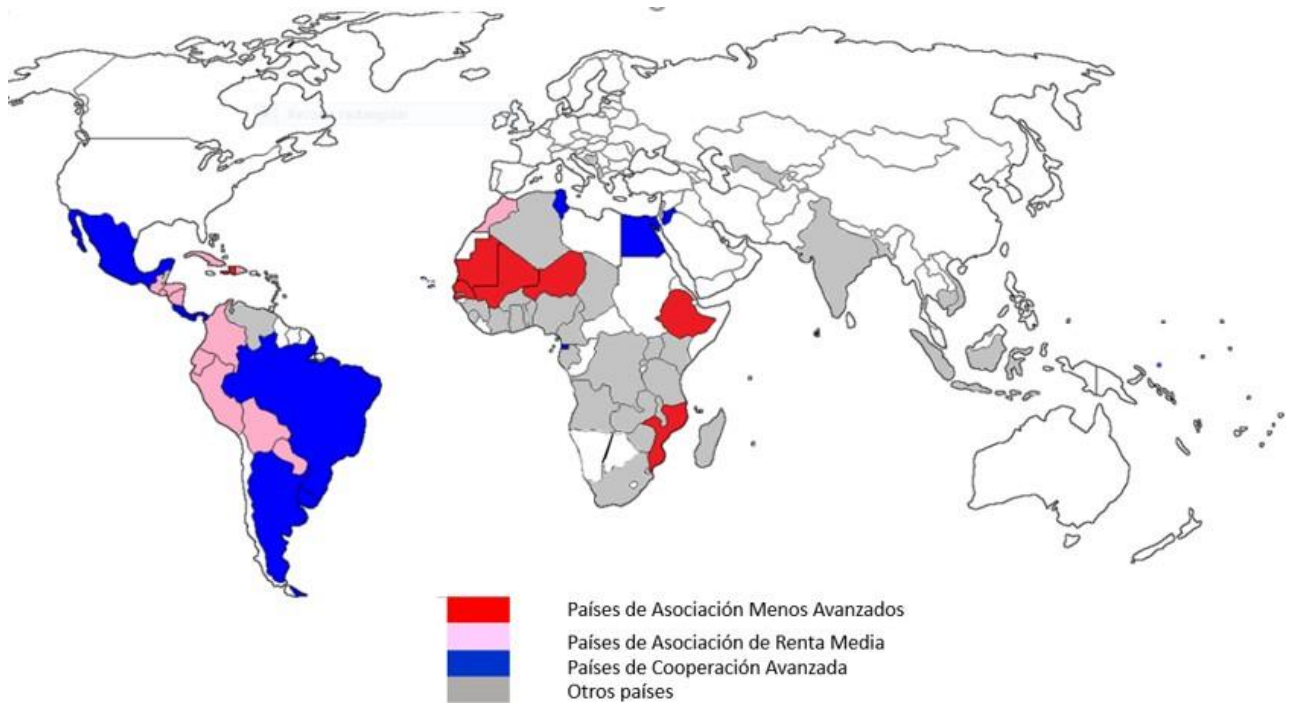 Países de Asociación Menos Avanzados
Países de Asociación de Renta Media
Países de Cooperación Avanzada
Otros países